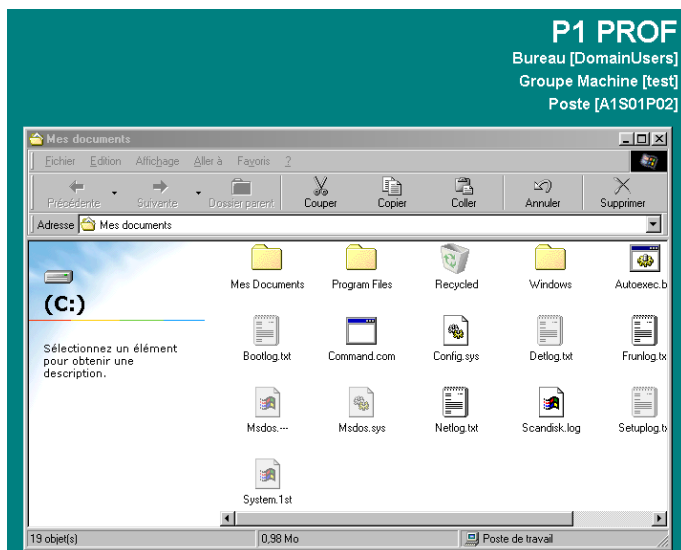 P1 PROF
Bureau [DomainUsers]
Groupe Machine [test]
Poste [A1S01P02]
Mes documents
Fichier Edition Affichage Aller à Favoris ?
Précédente Suivante Dossier parent Couper Copier Coller Annuler Supprimer
Adresse Mes documents
(C:)
Sélectionnez un élément
pour obtenir une
description.
Mes Documents Program Files Recycled Windows Autoexec.b
Bootlog.txt Command.com Config.sys Detlog.txt Frunlog.tx
Msdos.--- Msdos.sys Netlog.txt Scandisk.log Setuplog.tx
System.1st
19 objet(s) 0,98 Mo Poste de travail